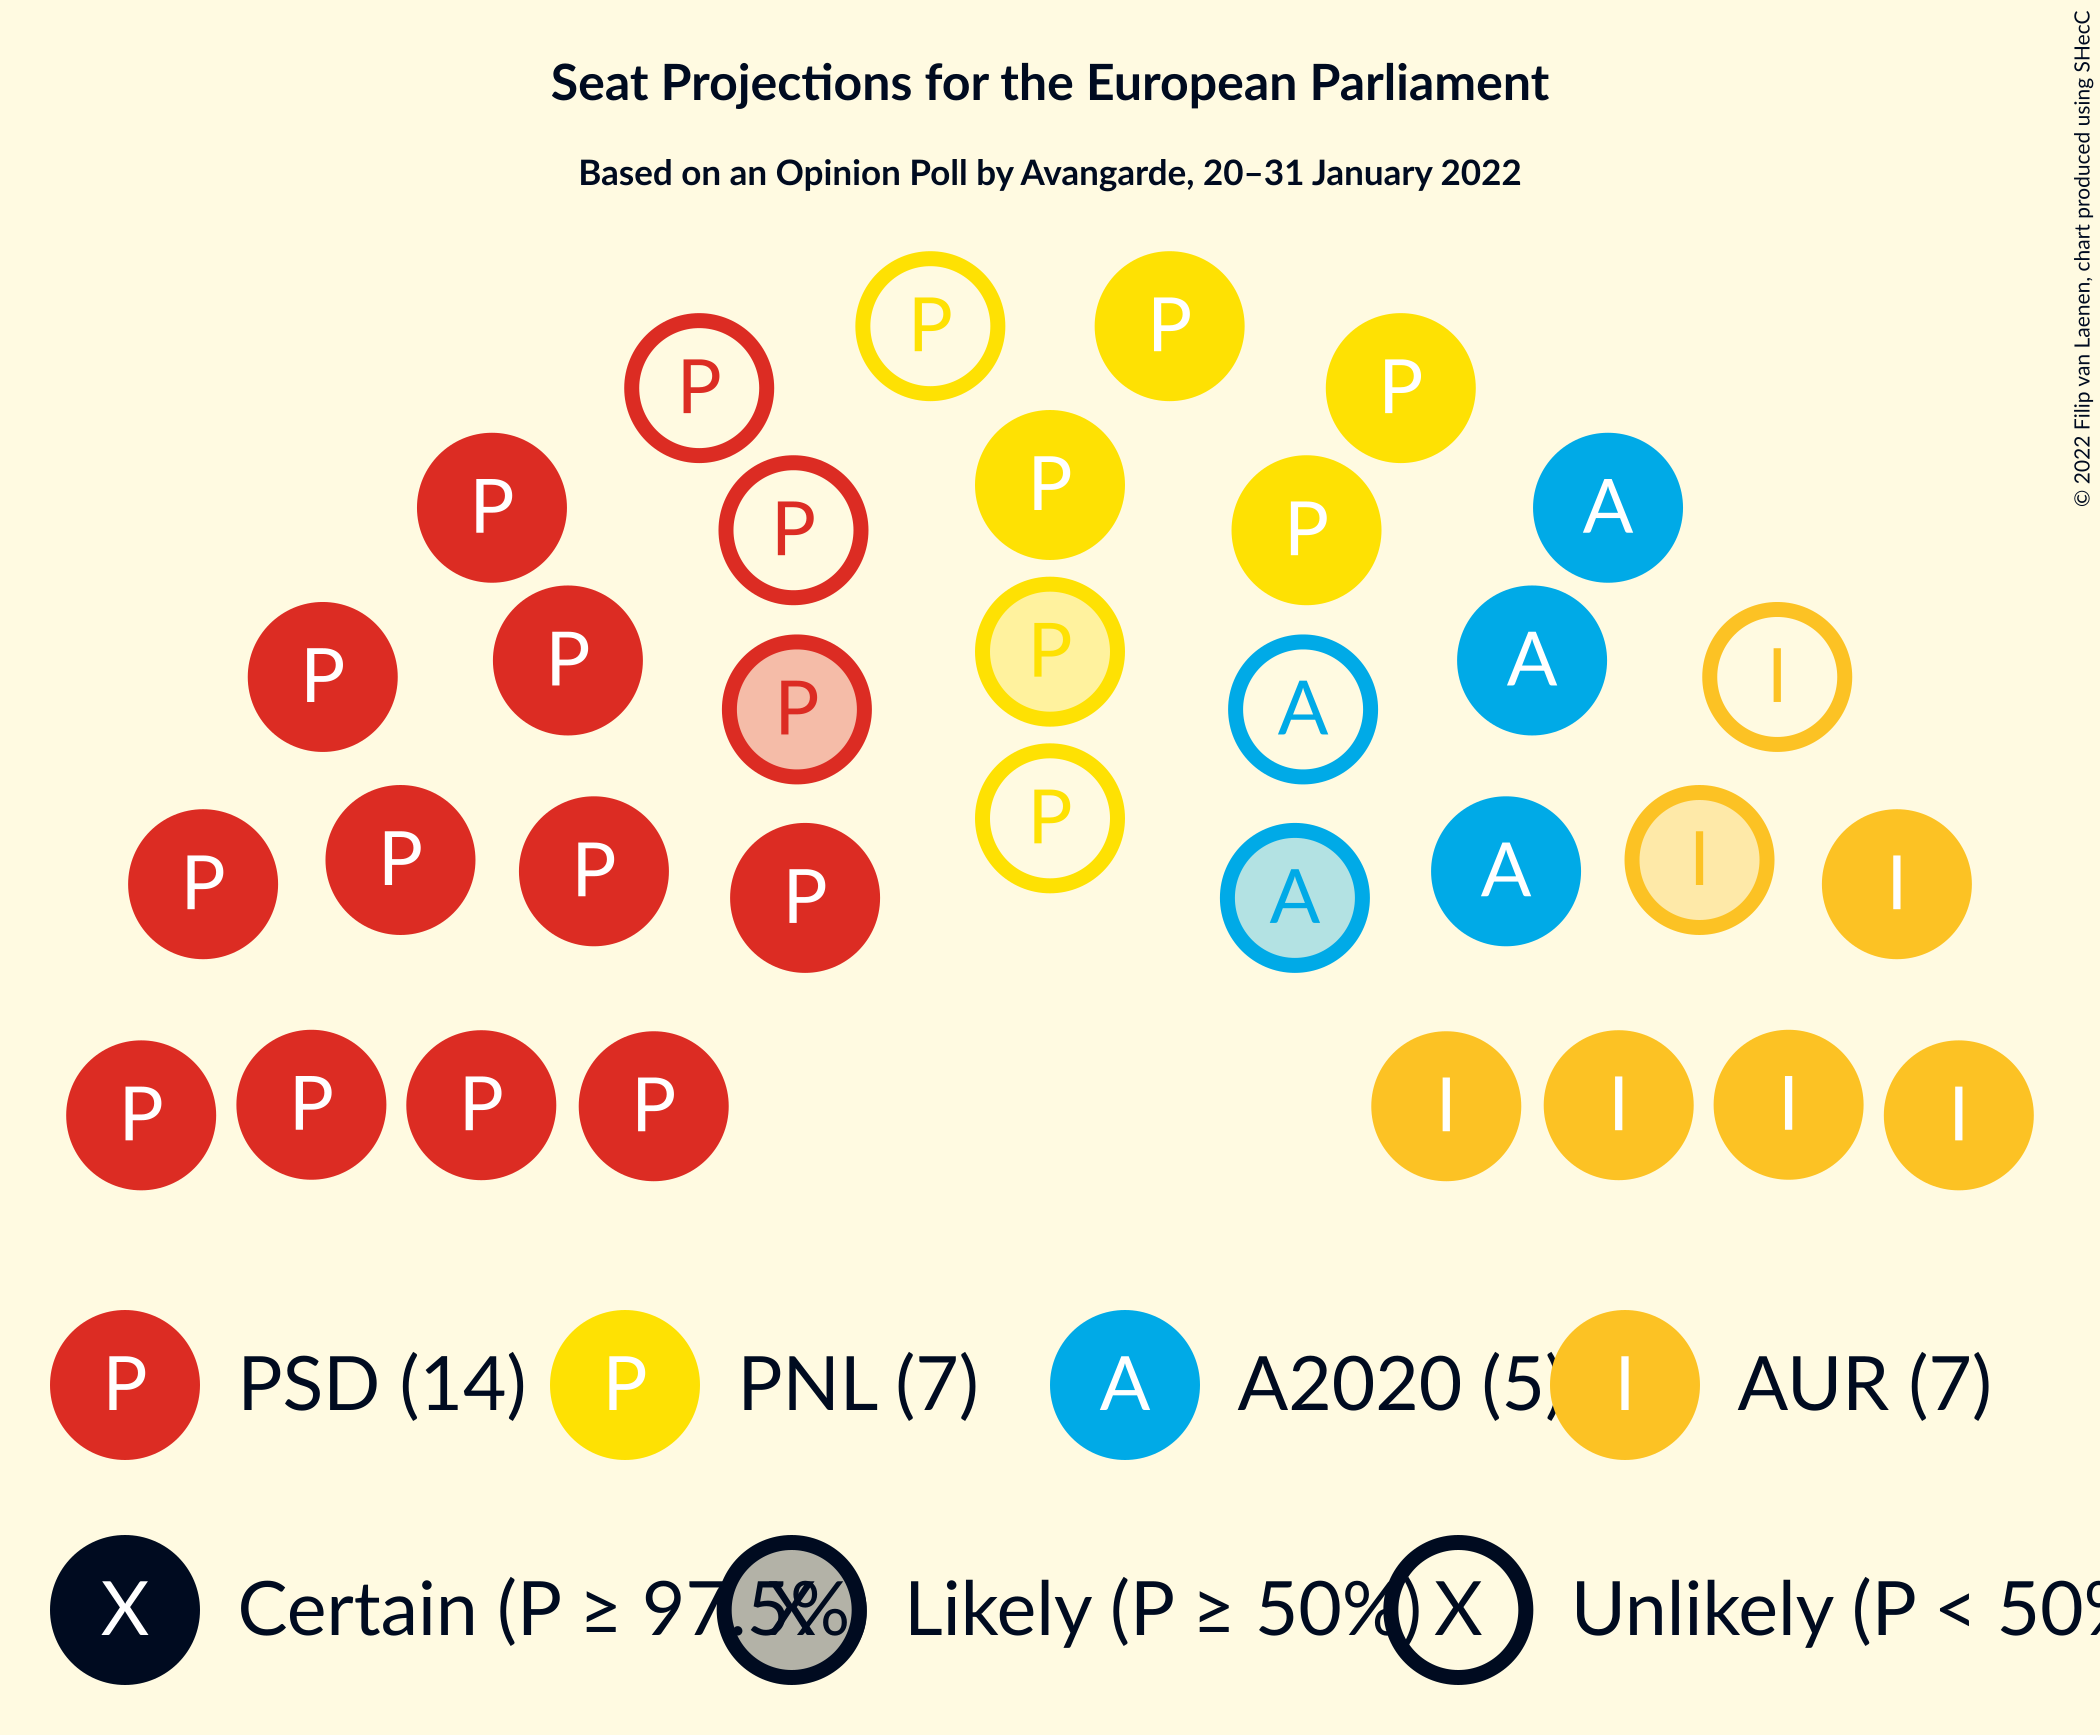 Seat Projections for the European Parliament
Based on an Opinion Poll by Avangarde, 20–31 January 2022
© 2022 Filip van Laenen, chart produced using SHecC
P P
P P
P P P A
P P A
P P P A I
P P A
P P P P A A I I
P
P P P P I I I I
P PSD (14) P PNL (7) A A2020 (5) I AUR (7)
X Certain (P ≥ 97.5% X Likely (P ≥ 50%) X Unlikely (P < 50%